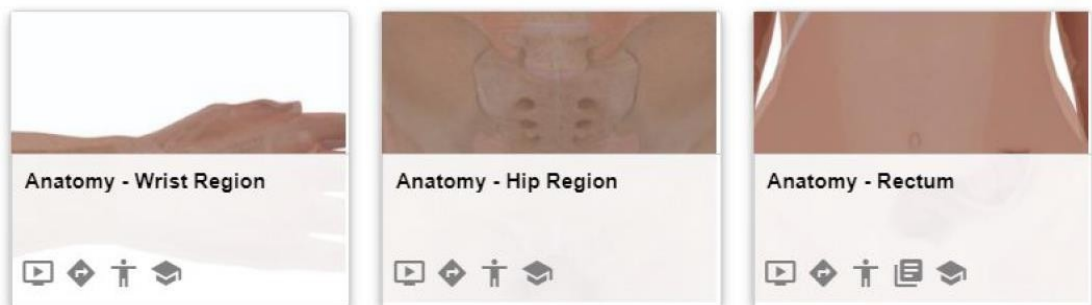 Anatomy - Wrist Region
Anatomy - Hip Region
Anatomy - Rectum